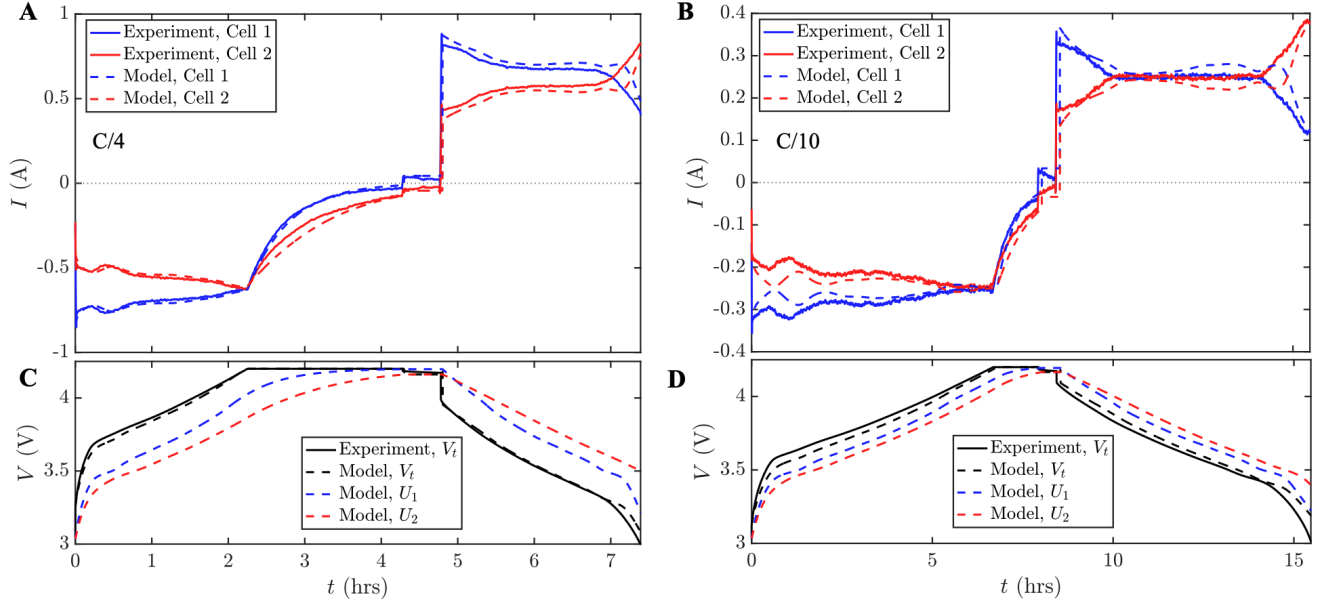 A
B
1
0.5
0
-0.5
-1
I (A)
Experiment, Cell 1
Experiment, Cell 2
Model, Cell 1
Model, Cell 2
C/4
0.4
0.3
0.2
0.1
0
-0.1
-0.2
-0.3
-0.4
I (A)
Experiment, Cell 1
Experiment, Cell 2
Model, Cell 1
Model, Cell 2
C/10
C
D
4
3.5
3
V (V)
Experiment, Vt
Model, Vt
Model, U1
Model, U2
0 1 2 3 4 5 6 7
t (hrs)
4
3.5
3
V (V)
Experiment, Vt
Model, Vt
Model, U1
Model, U2
0 5 10 15
t (hrs)